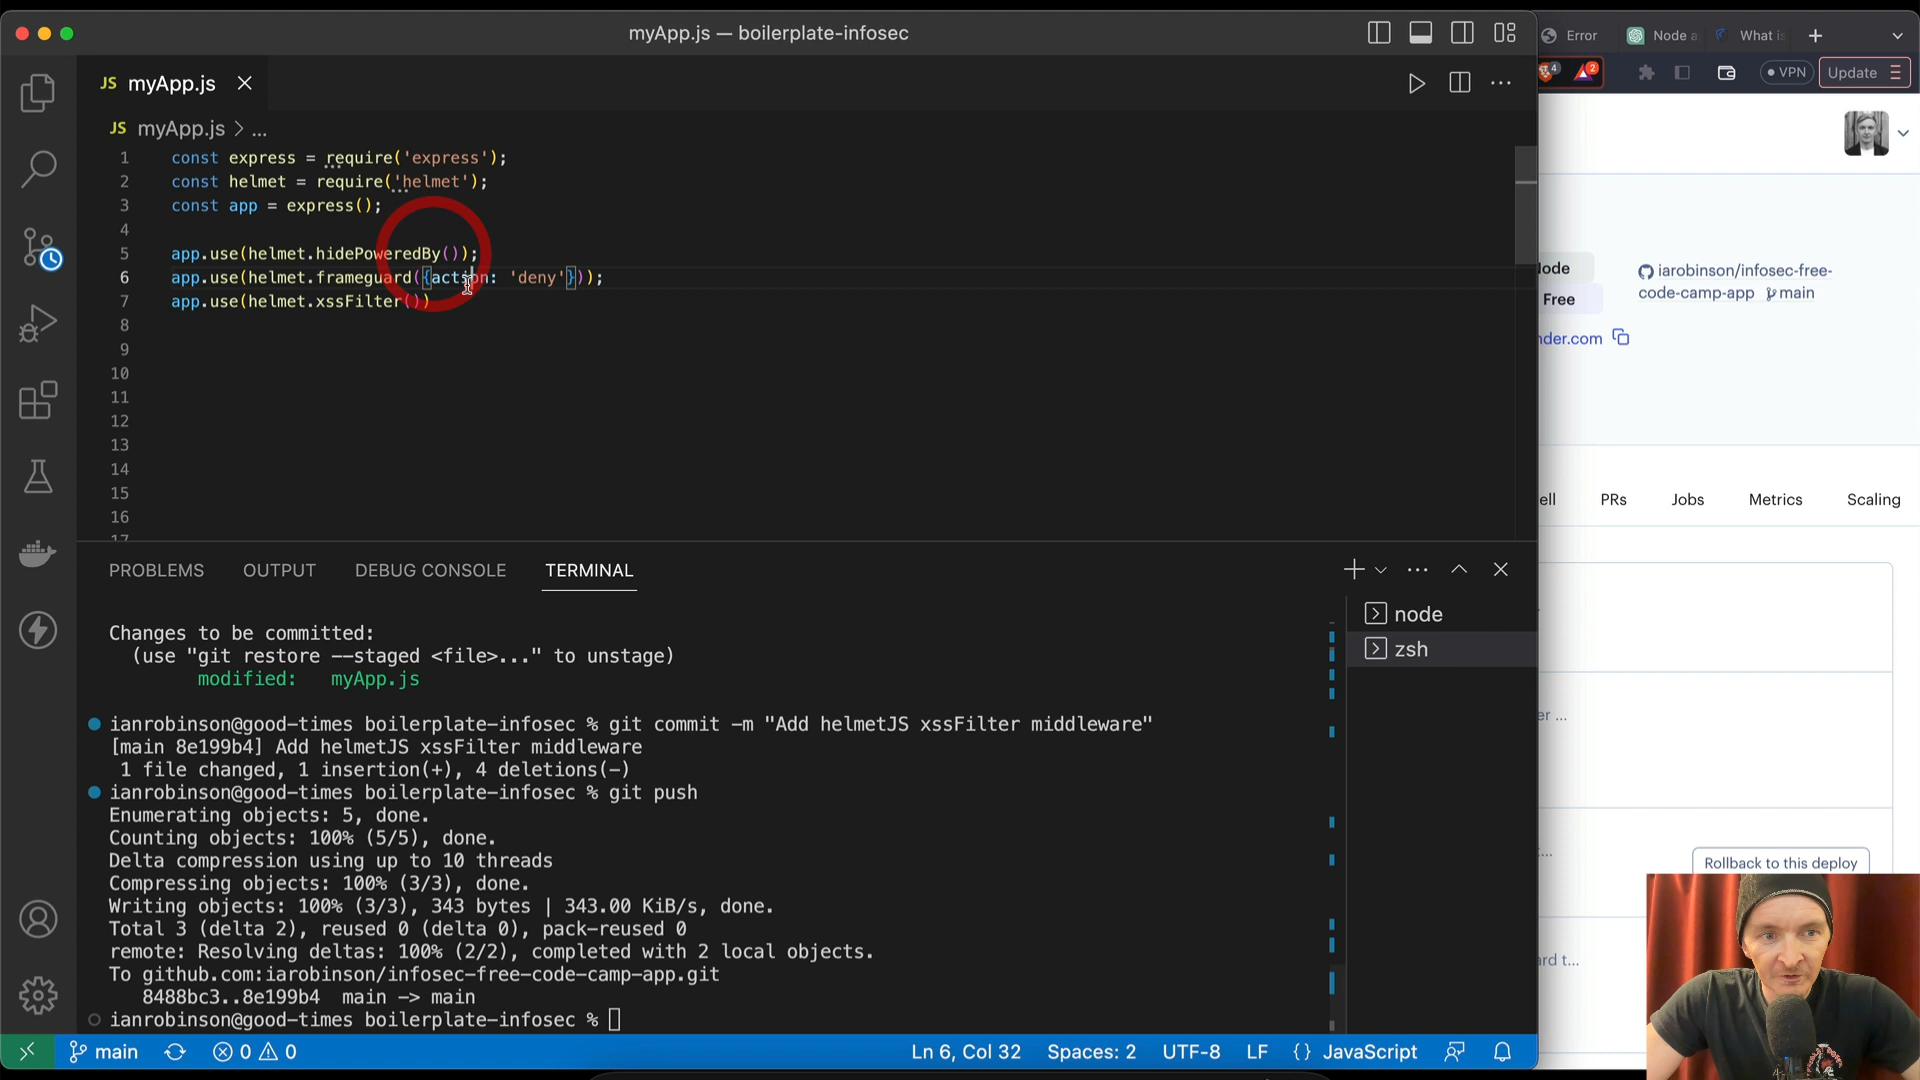 myApp.js — boilerplate-infosec
Error
Node a
What is
JS myApp.js
4
2
VPN
Update
JS myApp.js > ...
1 const express = require('express');
2 const helmet = require('helmet');
3 const app = express();
4
5 app.use(helmet.hidePoweredBy());
6 app.use(helmet.frameguard({action: 'deny'}));
7 app.use(helmet.xssFilter())
8
9
10
11
12
13
14
15
16
17
iarobinson/infosec-free-
code-camp-app main
Node
Free
nder.com
ell
PRs
Jobs
Metrics
Scaling
PROBLEMS
OUTPUT
DEBUG CONSOLE
TERMINAL
node
zsh
Changes to be committed:
(use "git restore --staged <file>..." to unstage)
modified: myApp.js
ianrobinson@good-times boilerplate-infosec % git commit -m "Add helmetJS xssFilter middleware"
[main 8e199b4] Add helmetJS xssFilter middleware
1 file changed, 1 insertion(+), 4 deletions(-)
ianrobinson@good-times boilerplate-infosec % git push
Enumerating objects: 5, done.
Counting objects: 100% (5/5), done.
Delta compression using up to 10 threads
Compressing objects: 100% (3/3), done.
Writing objects: 100% (3/3), 343 bytes | 343.00 KiB/s, done.
Total 3 (delta 2), reused 0 (delta 0), pack-reused 0
remote: Resolving deltas: 100% (2/2), completed with 2 local objects.
To github.com:iarobinson/infosec-free-code-camp-app.git
8488bc3..8e199b4 main -> main
ianrobinson@good-times boilerplate-infosec %
er ...
...
Rollback to this deploy
ard t...
main
0
0
Ln 6, Col 32
Spaces: 2
UTF-8
LF
{ } JavaScript